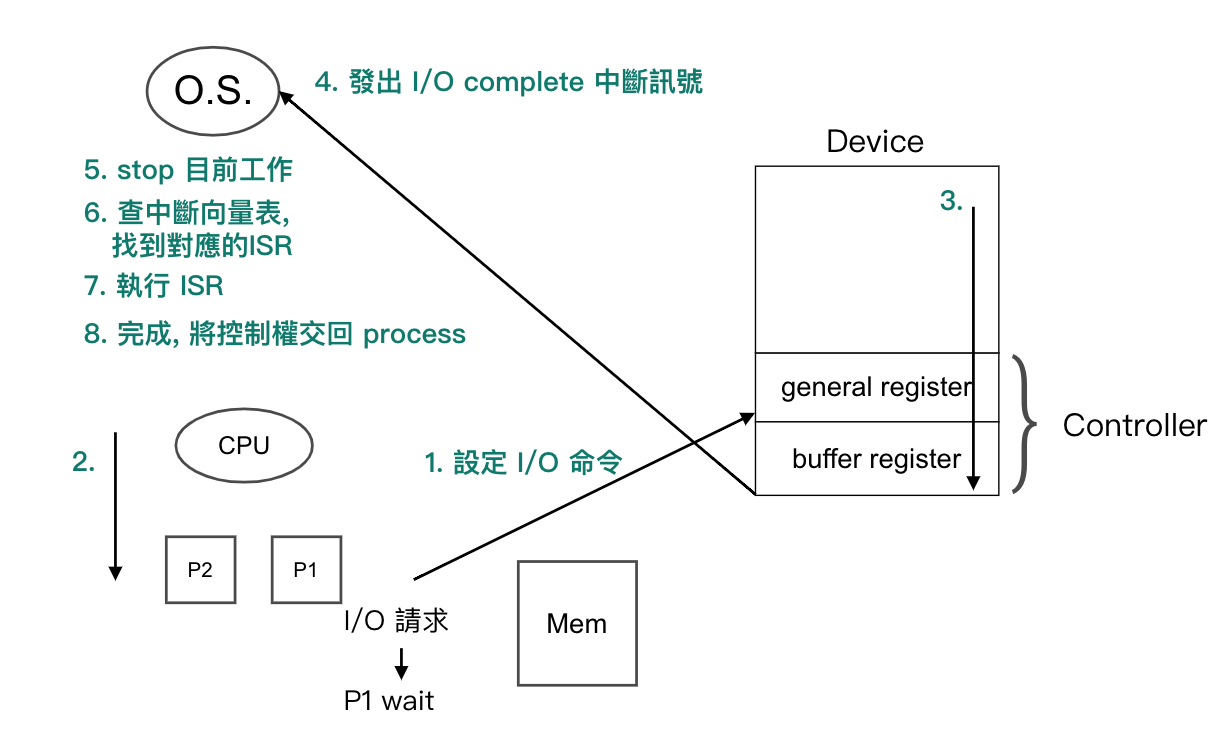 O.S.
4. 發出 I/O complete 中斷訊號
5. stop 目前工作
6. 查中斷向量表,
找到對應的ISR
7. 執行 ISR
8. 完成, 將控制權交回 process
Device
3.
general register
buffer register
Controller
2.
CPU
1. 設定 I/O 命令
P2
P1
I/O 請求
P1 wait
Mem